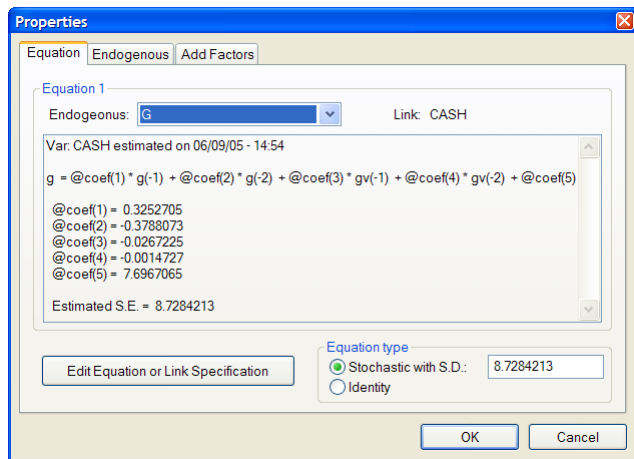 Properties
Equation Endogenous Add Factors
Equation 1
Endogeonus: G Link: CASH
Var: CASH estimated on 06/09/05 - 14:54
g = @coef(1) * g(-1) + @coef(2) * g(-2) + @coef(3) * gv(-1) + @coef(4) * gv(-2) + @coef(5)
@coef(1) = 0.3252705
@coef(2) = -0.3788073
@coef(3) = -0.0267225
@coef(4) = -0.0014727
@coef(5) = 7.6967065
Estimated S.E. = 8.7284213
Edit Equation or Link Specification
Equation type
Stochastic with S.D.: 8.7284213
Identity
OK Cancel